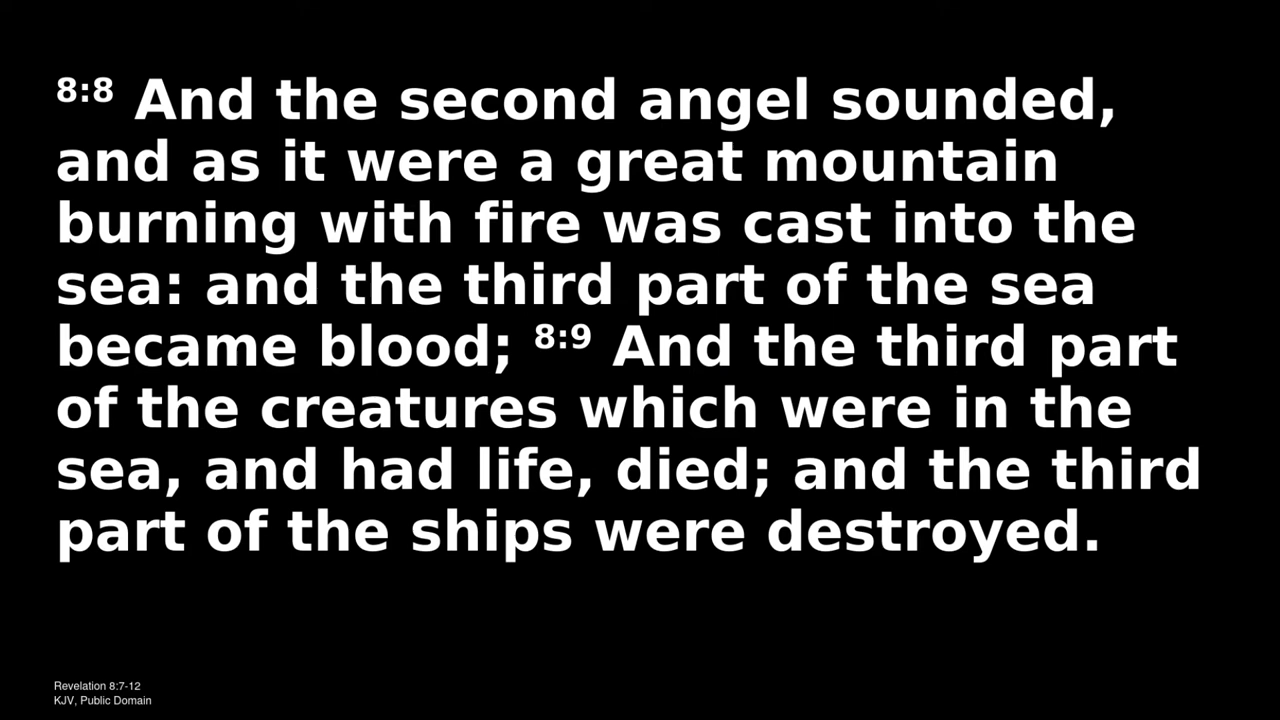 8:8 And the second angel sounded,
and as it were a great mountain
burning with fire was cast into the
sea: and the third part of the sea
became blood; 8:9 And the third part
of the creatures which were in the
sea, and had life, died; and the third
part of the ships were destroyed.
Revelation 8:7-12
KJV, Public Domain